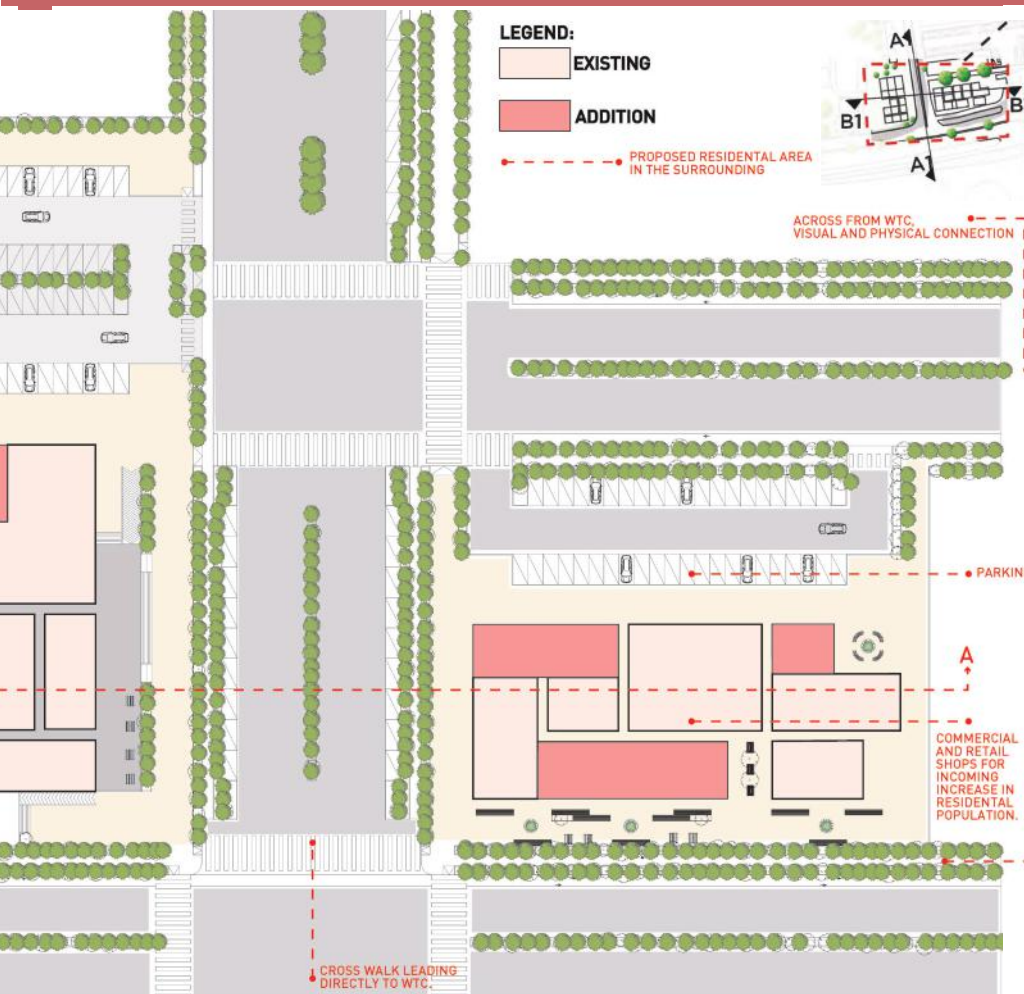 LEGEND:
EXISTING
ADDITION
PROPOSED RESIDENTAL AREA
IN THE SURROUNDING
A
B1
B
A1
ACROSS FROM WTC,
VISUAL AND PHYSICAL CONNECTION
PARKIN
A
COMMERCIAL
AND RETAIL
SHOPS FOR
INCOMING
INCREASE IN
RESIDENTAL
POPULATION.
CROSS WALK LEADING
DIRECTLY TO WTC.